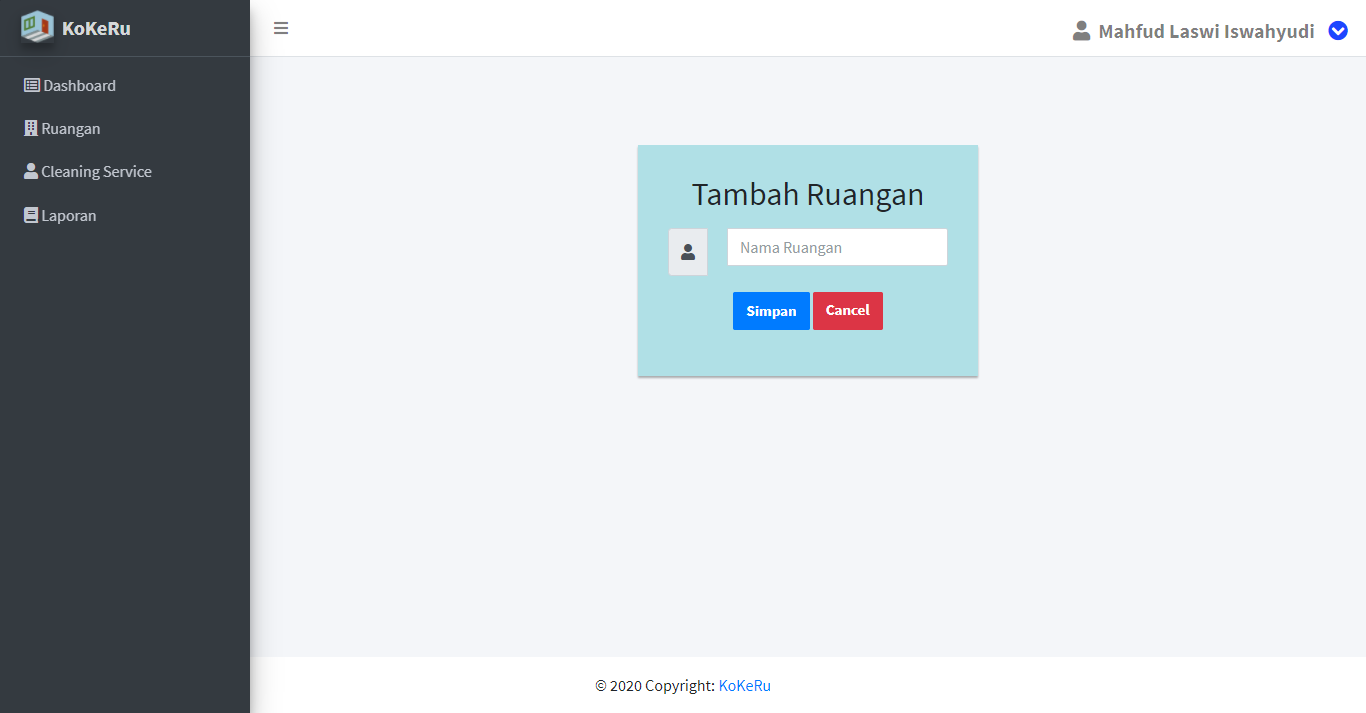 KoKeRu
Mahfud Laswi Iswahyudi
Dashboard
Ruangan
Cleaning Service
Laporan
Tambah Ruangan
Nama Ruangan
Simpan
Cancel
© 2020 Copyright: KoKeRu